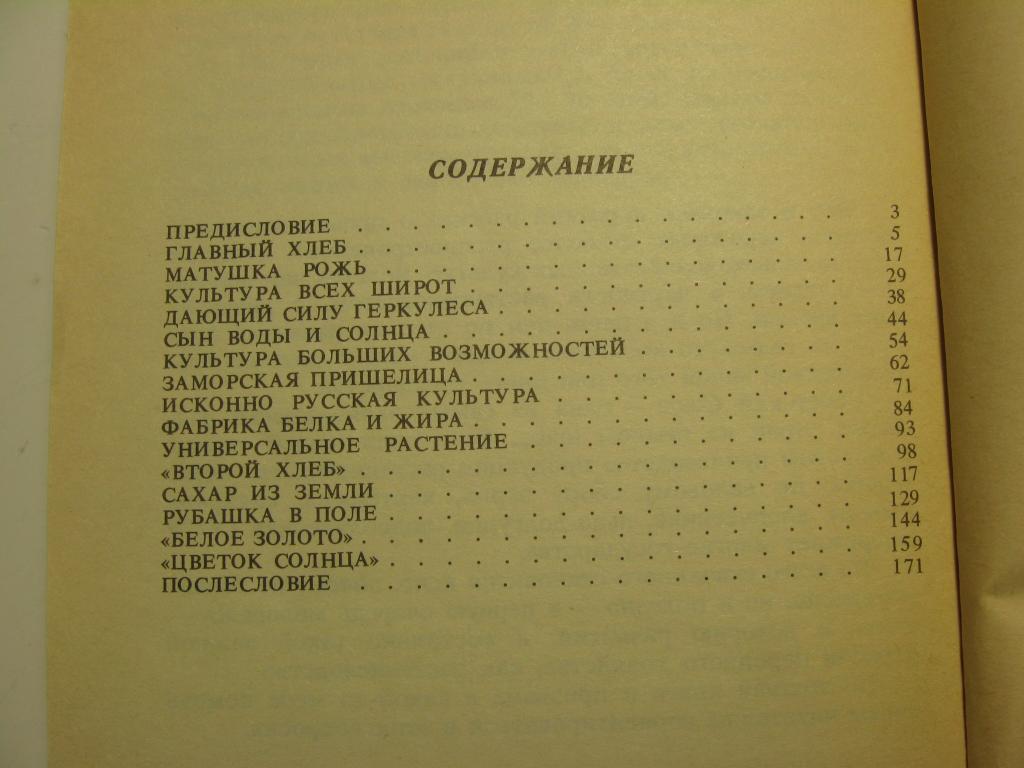 СОДЕРЖАНИЕ
ПРЕДИСЛОВИЕ . . . . . . . . . . . . . . . . . . 3
ГЛАВНЫЙ ХЛЕБ . . . . . . . . . . . . . . . . . . 5
МАТУШКА РОЖЬ . . . . . . . . . . . . . . . . . 17
КУЛЬТУРА ВСЕХ ШИРОТ . . . . . . . . . . . . . . 29
ДАЮЩИЙ СИЛУ ГЕРКУЛЕСА . . . . . . . . . . . . . 38
СЫН ВОДЫ И СОЛНЦА . . . . . . . . . . . . . . . 44
КУЛЬТУРА БОЛЬШИХ ВОЗМОЖНОСТЕЙ . . . . . . . . 54
ЗАМОРСКАЯ ПРИШЕЛИЦА . . . . . . . . . . . . . . 62
ИСКОННО РУССКАЯ КУЛЬТУРА . . . . . . . . . . . 71
ФАБРИКА БЕЛКА И ЖИРА . . . . . . . . . . . . . . 84
УНИВЕРСАЛЬНОЕ РАСТЕНИЕ . . . . . . . . . . . . 93
«ВТОРОЙ ХЛЕБ» . . . . . . . . . . . . . . . . . . 98
САХАР ИЗ ЗЕМЛИ . . . . . . . . . . . . . . . . . 117
РУБАШКА В ПОЛЕ . . . . . . . . . . . . . . . . . 129
«БЕЛОЕ ЗОЛОТО» . . . . . . . . . . . . . . . . . . 144
«ЦВЕТОК СОЛНЦА» . . . . . . . . . . . . . . . . . 159
ПОСЛЕСЛОВИЕ . . . . . . . . . . . . . . . . . . 171